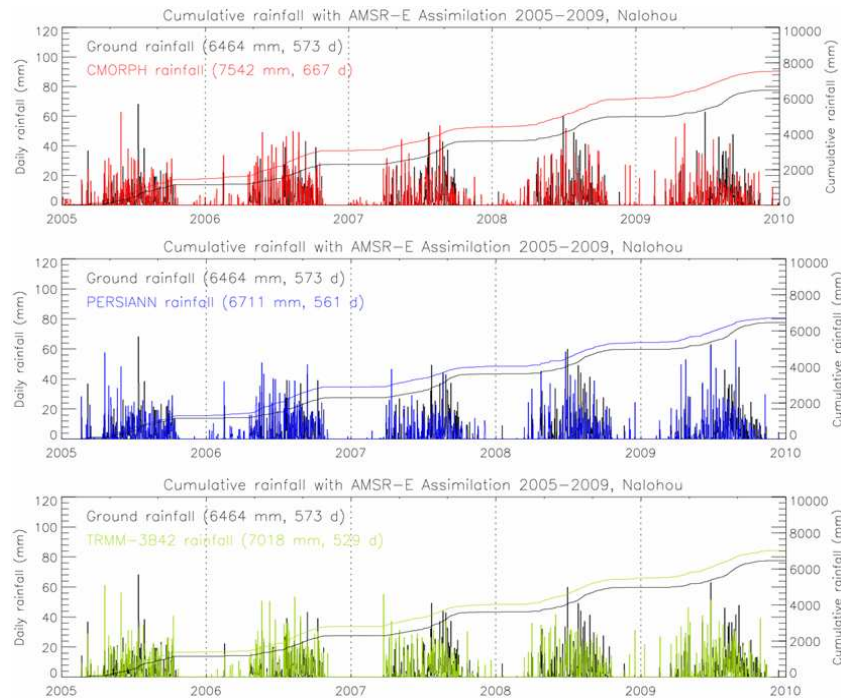 Cumulative rainfall with AMSR-E Assimilation 2005-2009, Nalohou
120 10000
100 8000
80 6000
60 4000
40 2000
20 0
0
Daily rainfall (mm)
Cumulative rainfall (mm)
Ground rainfall (6464 mm, 573 d)
CMORPH rainfall (7542 mm, 667 d)
2005 2006 2007 2008 2009 2010
Cumulative rainfall with AMSR-E Assimilation 2005-2009, Nalohou
120 10000
100 8000
80 6000
60 4000
40 2000
20 0
0
Daily rainfall (mm)
Cumulative rainfall (mm)
Ground rainfall (6464 mm, 573 d)
PERSIANN rainfall (6711 mm, 561 d)
2005 2006 2007 2008 2009 2010
Cumulative rainfall with AMSR-E Assimilation 2005-2009, Nalohou
120 10000
100 8000
80 6000
60 4000
40 2000
20 0
0
Daily rainfall (mm)
Cumulative rainfall (mm)
Ground rainfall (6464 mm, 573 d)
TRMM-3B42 rainfall (7018 mm, 529 d)
2005 2006 2007 2008 2009 2010